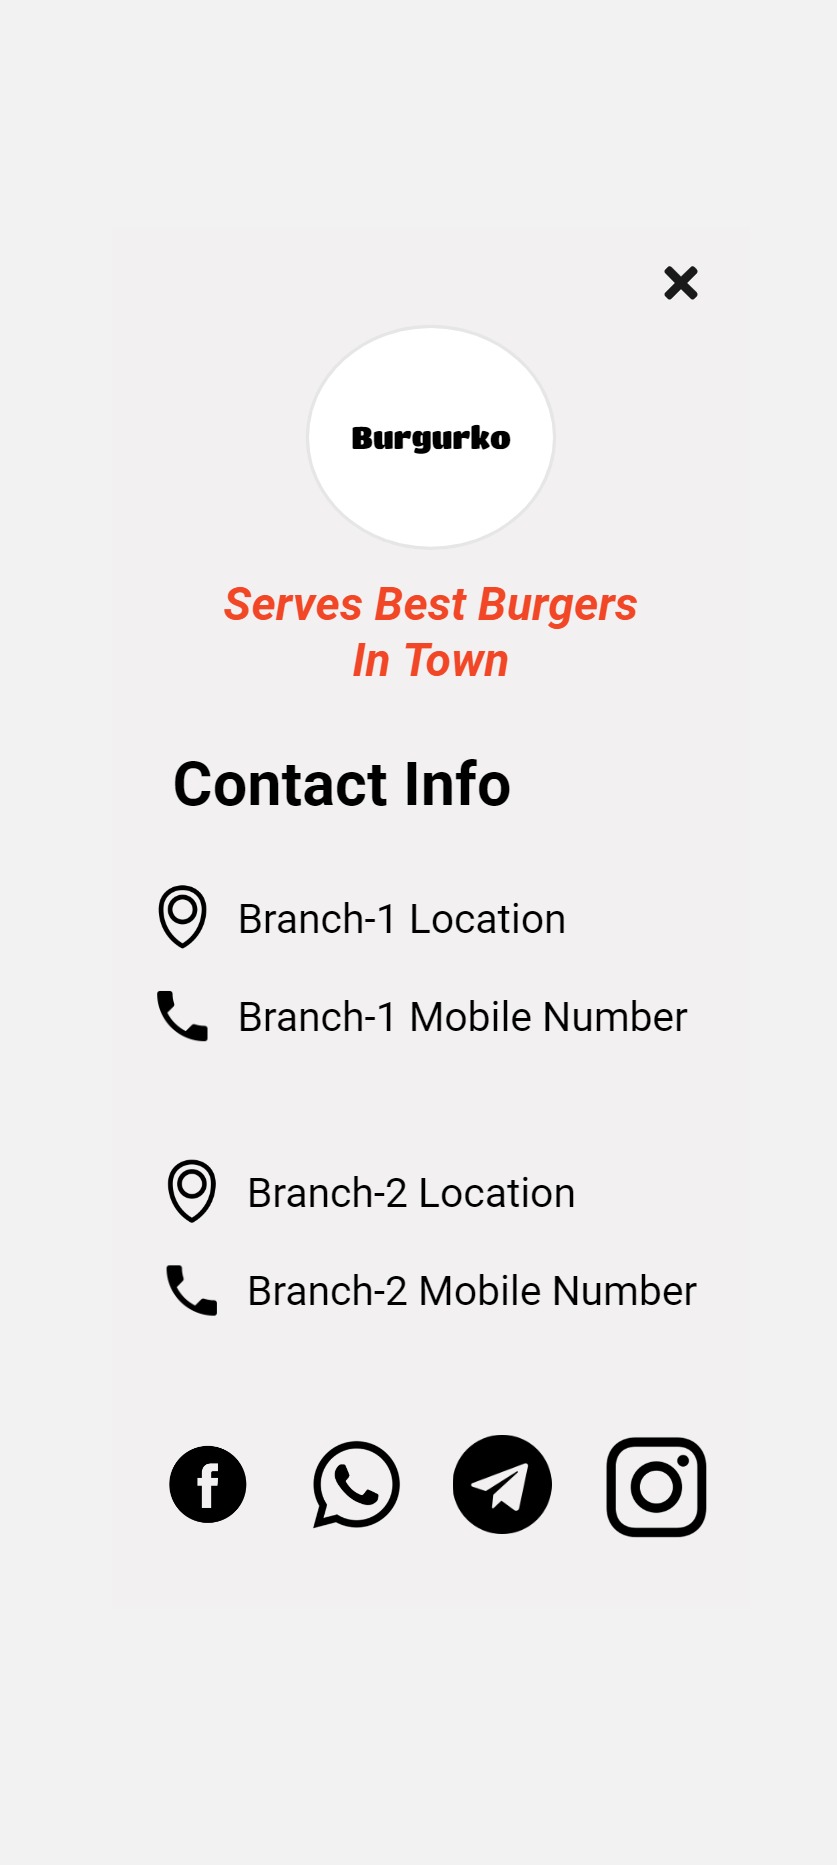 Burgurko
Serves Best Burgers
In Town
Contact Info
Branch-1 Location
Branch-1 Mobile Number
Branch-2 Location
Branch-2 Mobile Number